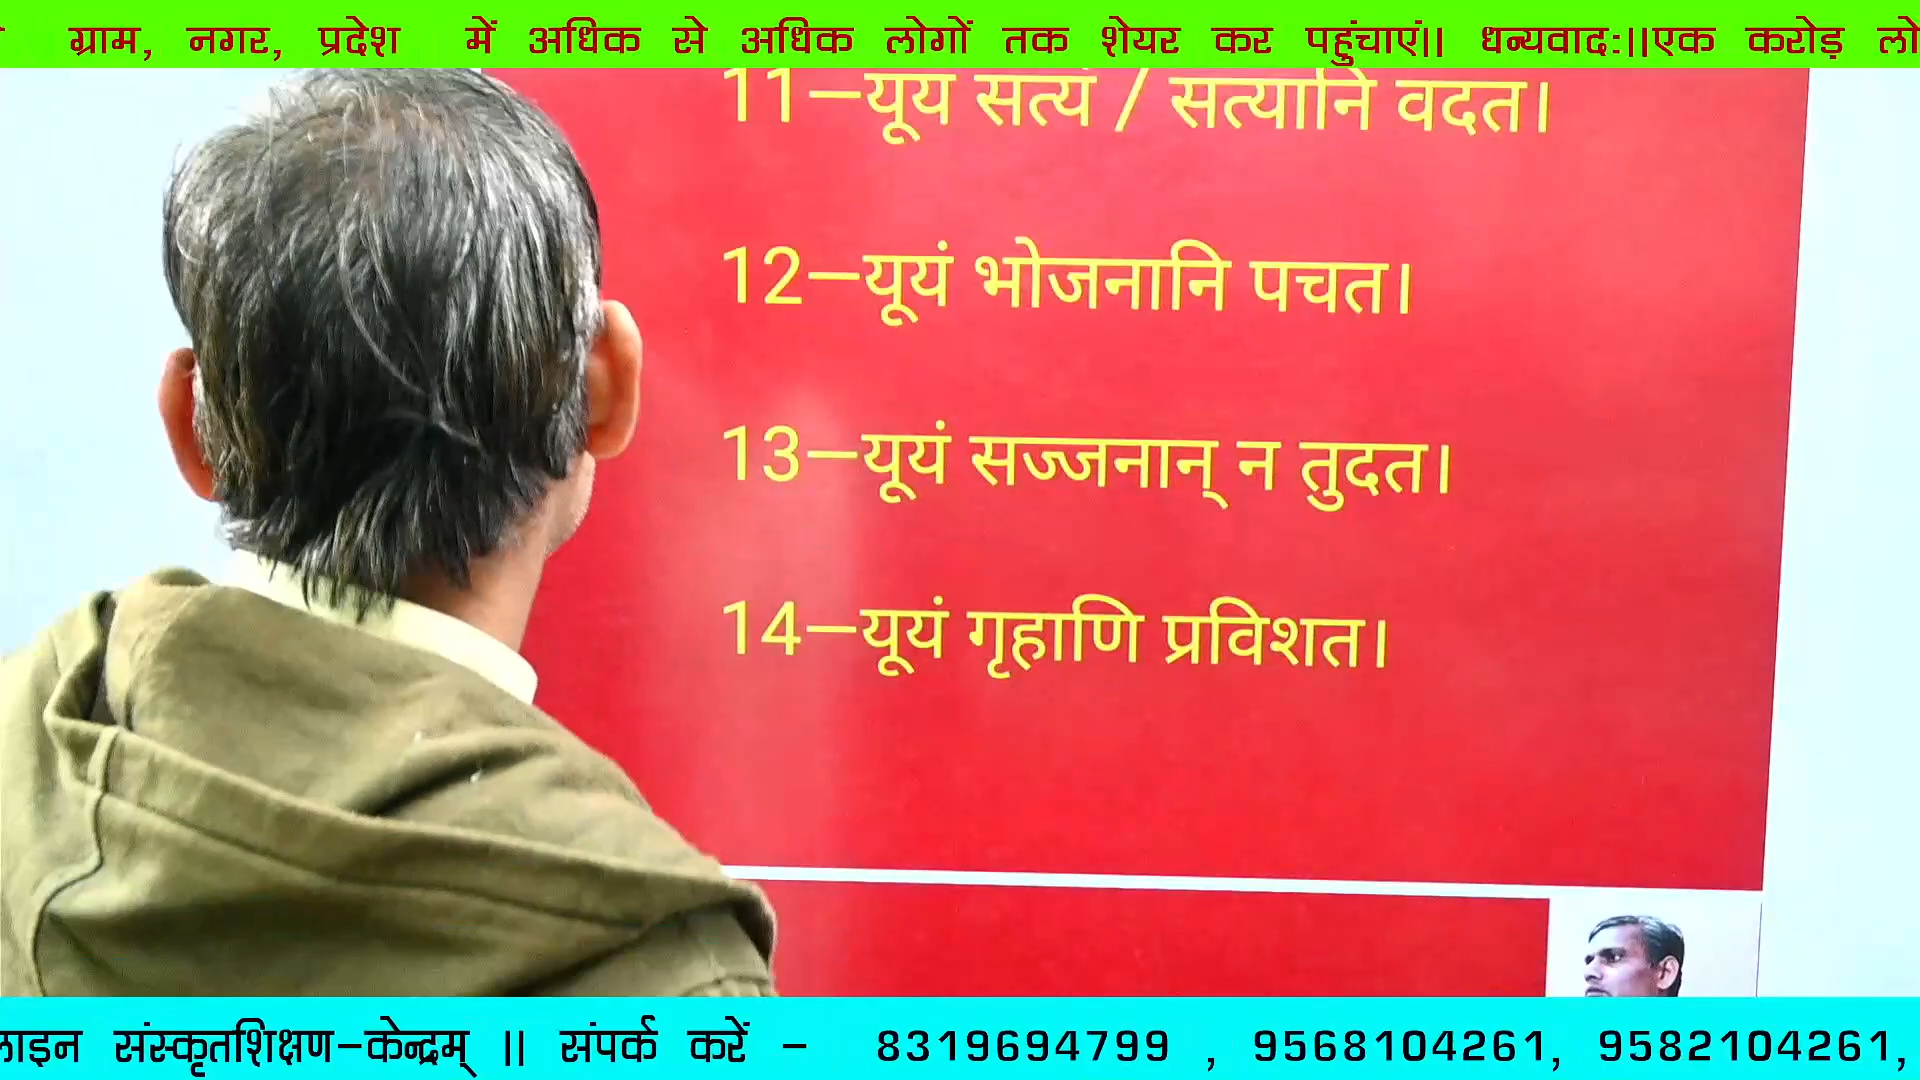 ग्राम, नगर, प्रदेश में अधिक से अधिक लोगों तक शेयर कर पहुंचाएं॥ धन्यवादः॥एक करोड़
11—यूयं सत्यं / सत्यानि वदत।
12—यूयं भोजनानि पचत।
13—यूयं सज्जनान् न तुदत।
14—यूयं गृहाणि प्रविशत।
संस्कृतशिक्षण-केन्द्रम् ॥ संपर्क करें - 8319694799 , 9568104261, 9582104261,